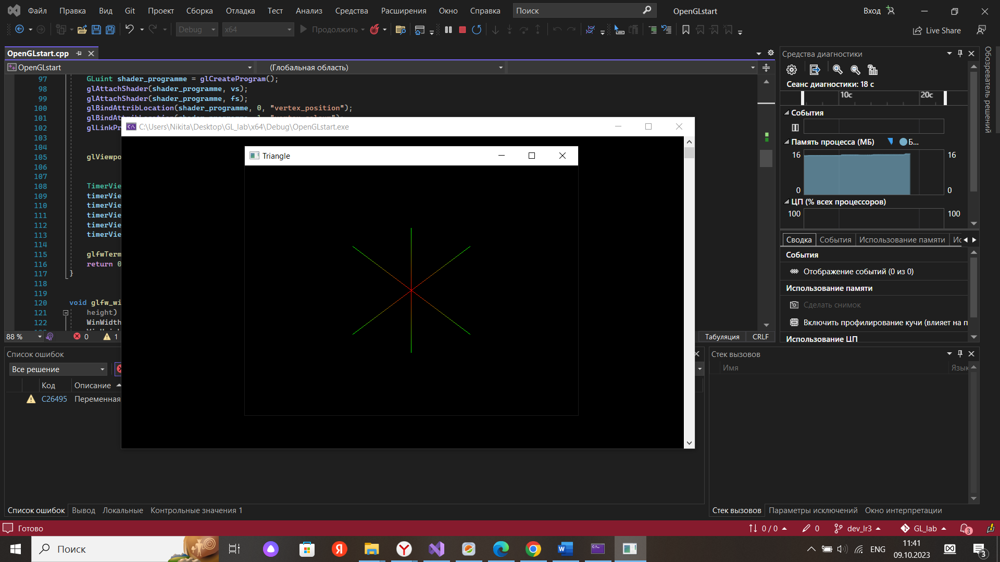 Файл Правка Вид Git Проект Сборка Отладка Тест Анализ Средства Расширения Окно Справка Поиск OpenGLstart Вход
Debug x64 Продолжить Live Share
OpenGLstart.cpp
OpenGLstart (Глобальная область)
97 GLuint shader_programme = glCreateProgram();
98 glAttachShader(shader_programme, vs);
99 glAttachShader(shader_programme, fs);
100 glBindAttribLocation(shader_programme, 0, "vertex_position");
101
102 glLinkPr
103
104
105 glViewpo
106
107
108 TimerVie
109 timerVie
110 timerVie
111 timerVie
112 timerVie
113 timerVie
114
115 glfwTerm
116 return 0
117 }
118
119
120 void glfw_wi
121 height)
122 WinWidth
88 % 0 1
Табуляция CRLF
C:\Users\Nikita\Desktop\GL_lab\x64\Debug\OpenGLstart.exe
Triangle
Средства диагностики
Сеанс диагностики: 18 с
10с 20с
События
Память процесса (МБ) Б...
16 16
0 0
ЦП (% всех процессоров)
100 100
Сводка События Использование памяти Ис
События
Отображение событий (0 из 0)
Использование памяти
Сделать снимок
Включить профилирование кучи (влияет на п
Использование ЦП
Обозреватель решений
Список ошибок
Все решение
Код Описание
C26495 Переменная
Список ошибок Вывод Локальные Контрольные значения 1
Стек вызовов
Имя Язык
Стек вызовов Параметры исключений Окно интерпретации
Готово 0 / 0 0 dev_lr3 GL_lab 3
Поиск ENG 11:41
09.10.2023 3